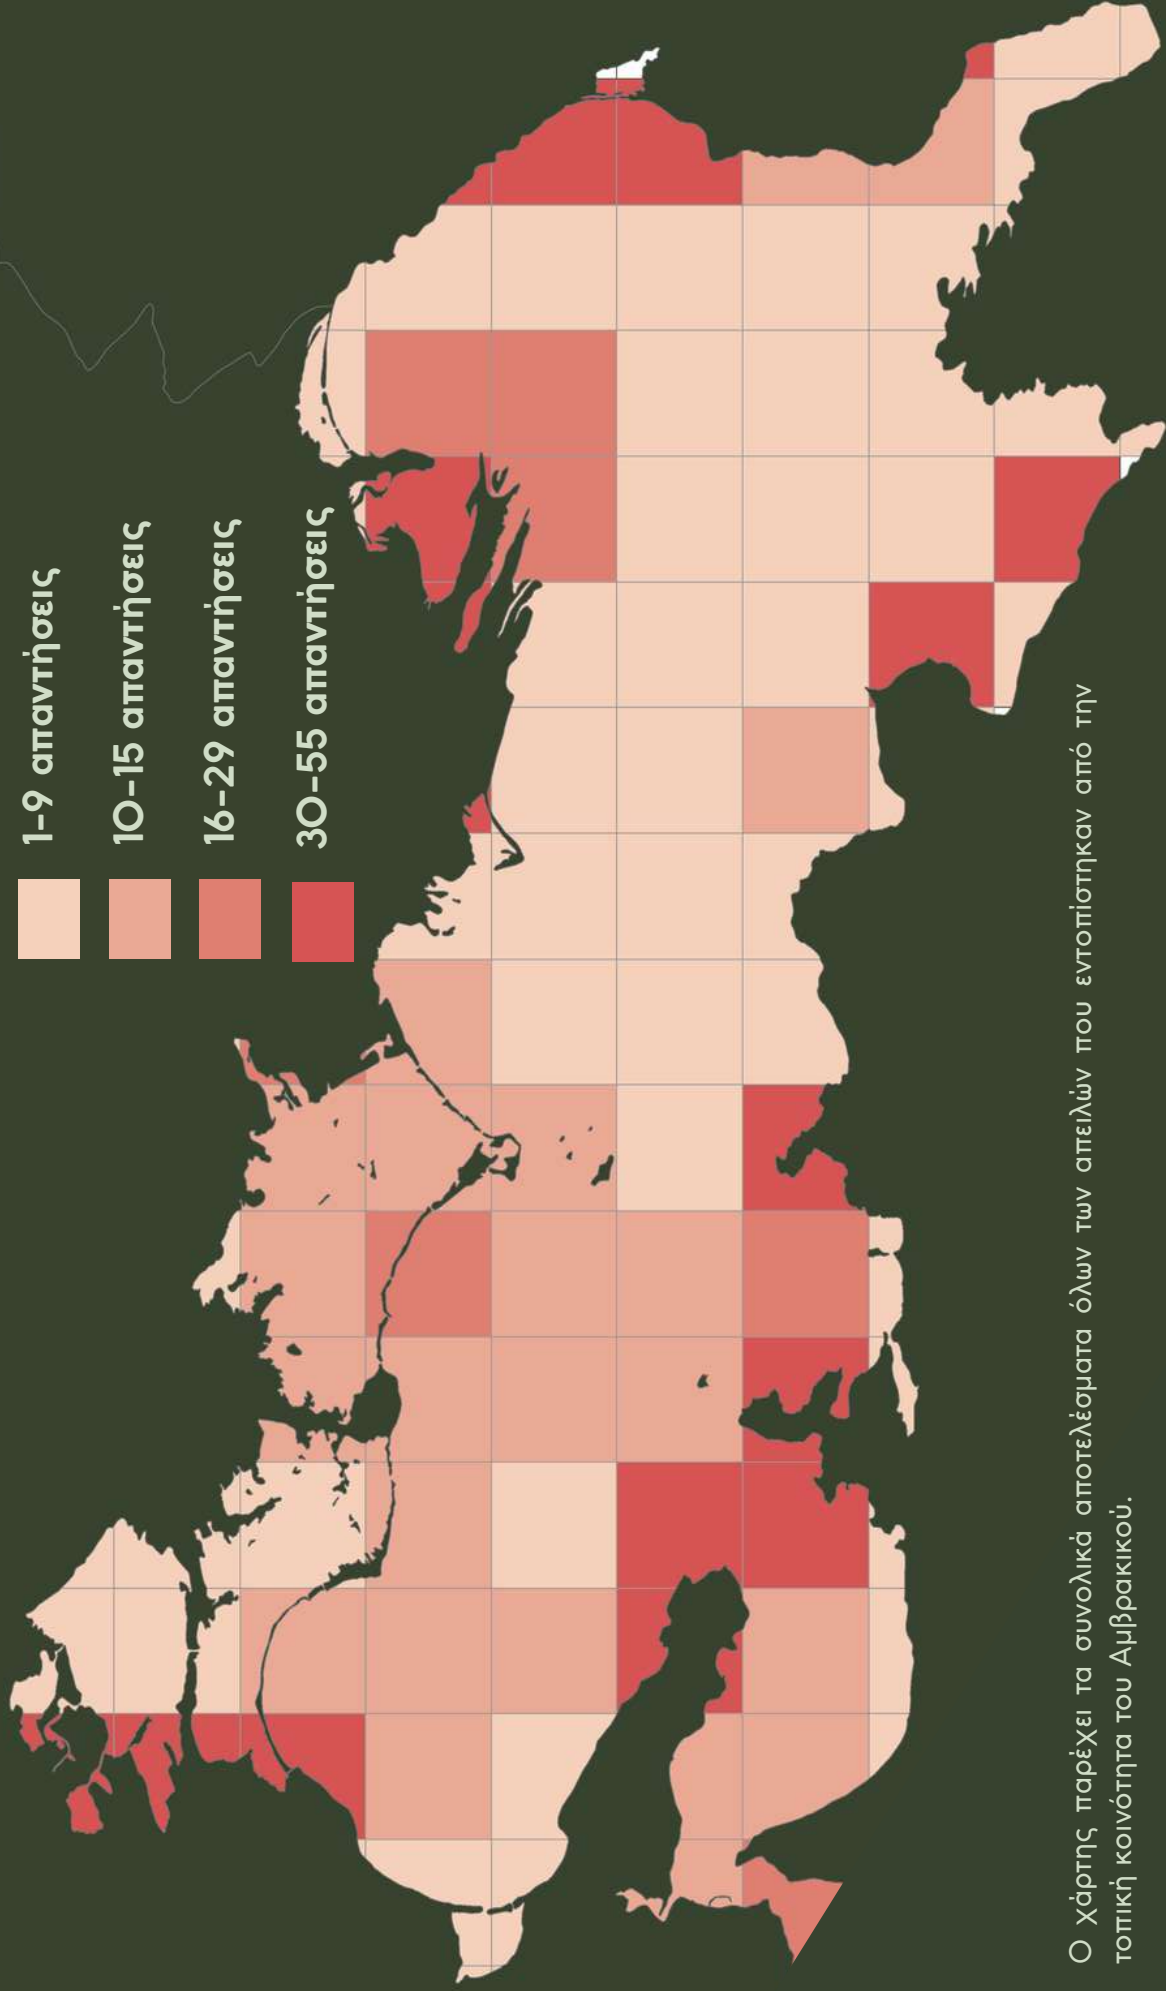 1-9 απαντήσεις
10-15 απαντήσεις
16-29 απαντήσεις
30-55 απαντήσεις
Ο χάρτης παρέχει τα συνολικά αποτελέσματα όλων των απειλών που εντοπίστηκαν από την
τοπική κοινότητα του Αμβρακικού.